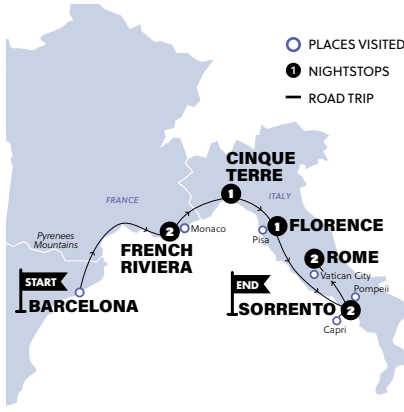 PLACES VISITED
1 NIGHTSTOPS
ROAD TRIP
CINQUE
TERRE
1
FRANCE
ITALY
Pyrenees
Mountains
2
Monaco
FRENCH
RIVIERA
Pisa
1 FLORENCE
2 ROME
Vatican City
Pompeii
START
BARCELONA
END
SORRENTO 2
Capri